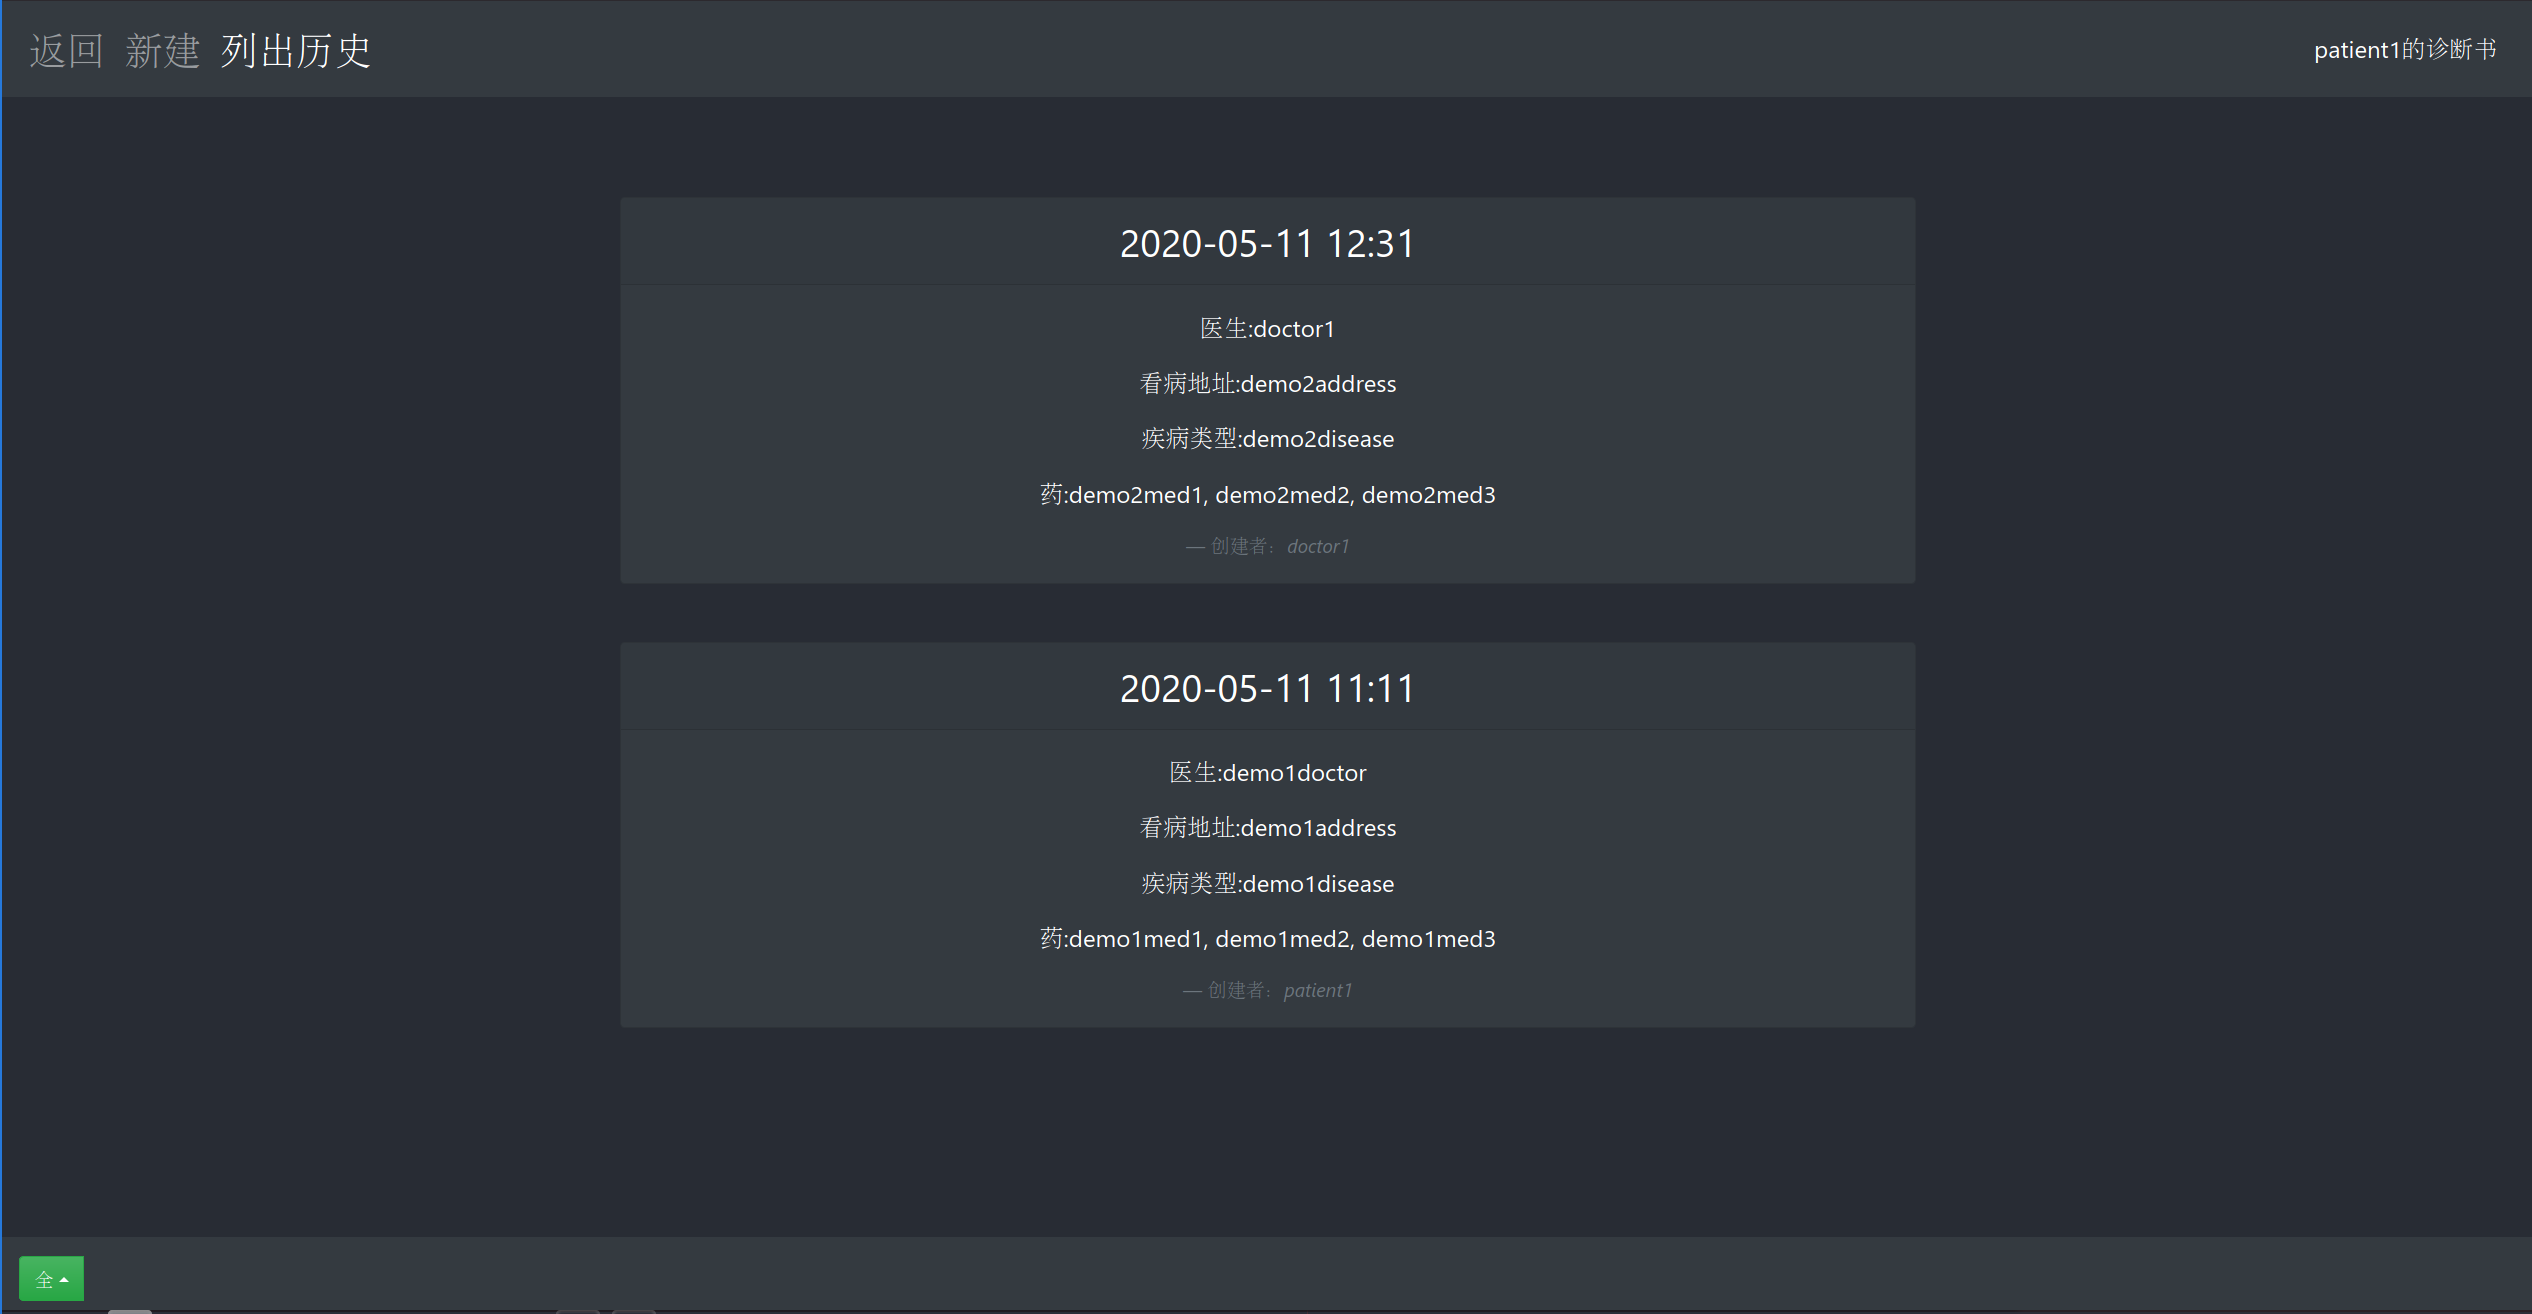 返回 新建 列出历史 patient1的诊断书
2020-05-11 12:31
医生:doctor1
看病地址:demo2address
疾病类型:demo2disease
药:demo2med1, demo2med2, demo2med3
— 创建者：doctor1
2020-05-11 11:11
医生:demo1doctor
看病地址:demo1address
疾病类型:demo1disease
药:demo1med1, demo1med2, demo1med3
— 创建者：patient1
全